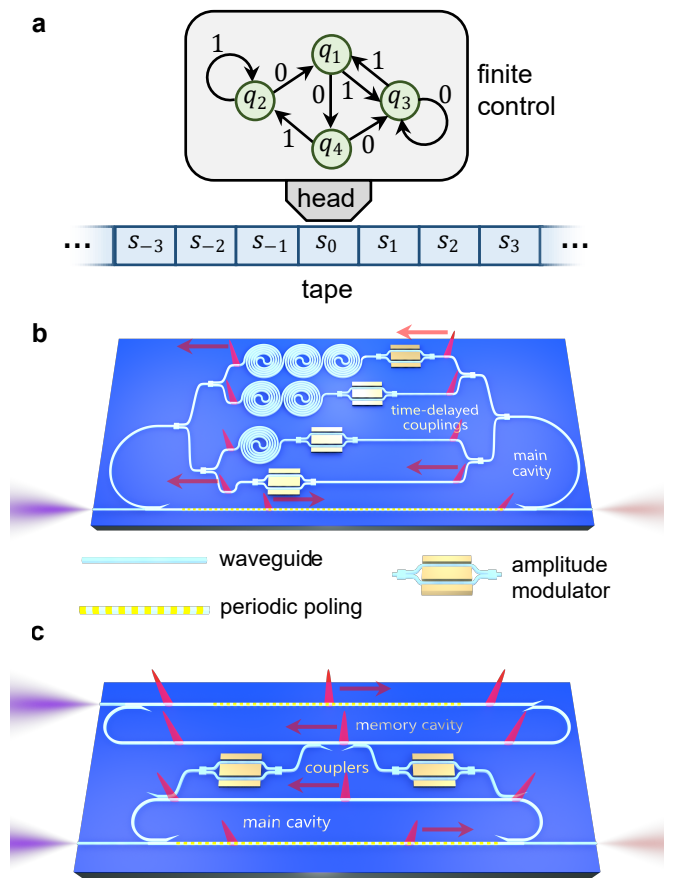 a
1
q₁
0
1
finite
q₂
0
1
q₃
0
control
1
q₄
0
head
... s₋₃ s₋₂ s₋₁ s₀ s₁ s₂ s₃ ...
tape
b
time-delayed
couplings
main
cavity
waveguide
amplitude
modulator
periodic poling
c
memory cavity
couplers
main cavity